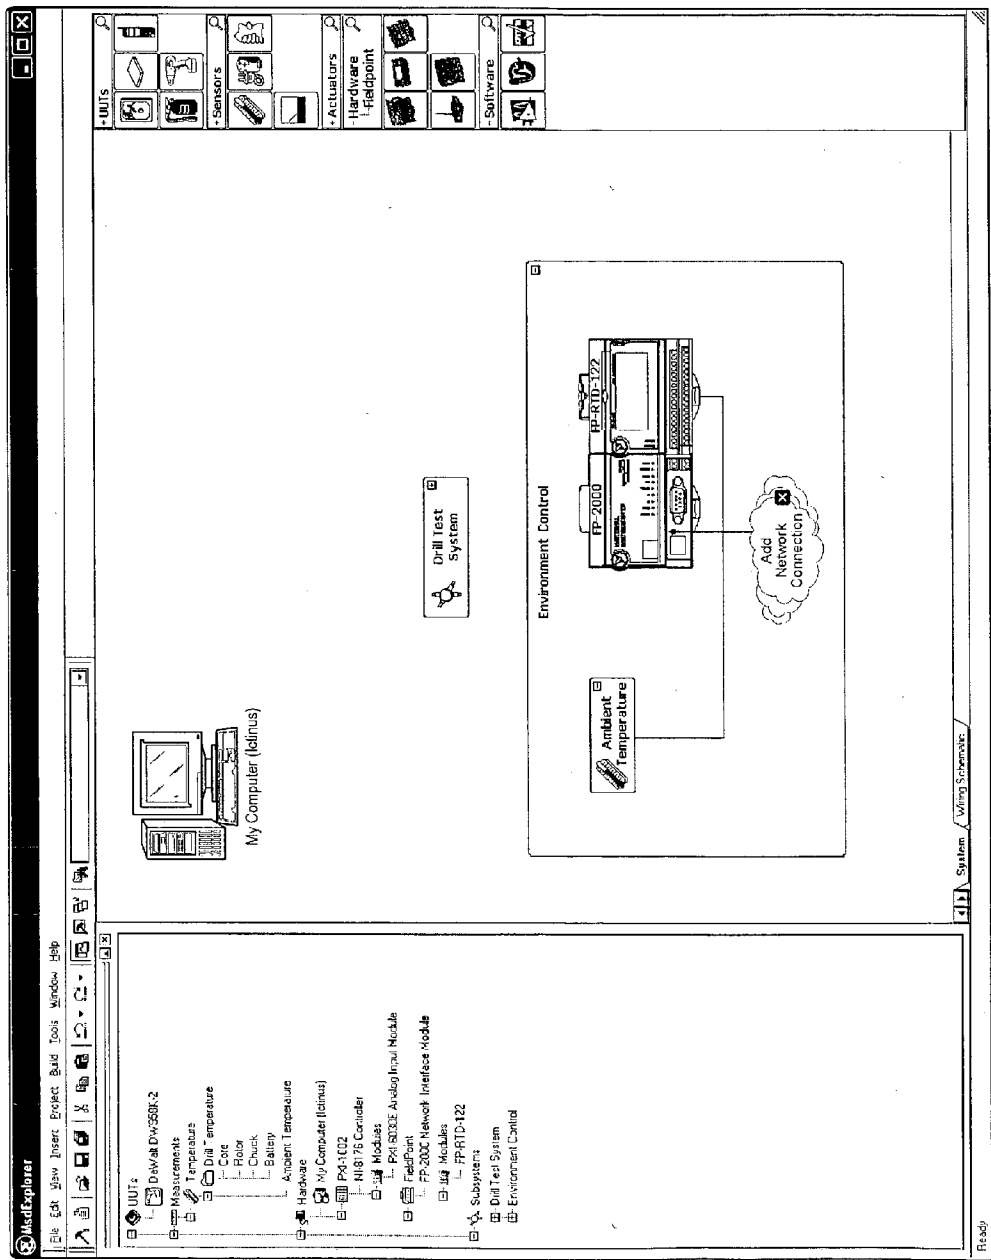 MsdExplorer
File Edit View Insert Project Build Tools Window Help
UUTs
DeWalt DW958K-2
Measurements
Temperature
Drill Temperature
Core
Rotor
Chuck
Battery
Ambient Temperature
Hardware
My Computer (Ictinus)
PXI-1002
NI-8176 Controller
Modules
PXI-6030E Analog Input Module
FieldPoint
FP-2000 Network Interface Module
Modules
FP-RTD-122
Subsystems
Drill Test System
Environment Control
My Computer (Ictinus)
Drill Test
System
Environment Control
Ambient
Temperature
FP-2000
FP-RTD-122
Add
Network
Connection
System
Wiring Schematic
+ UUTs
- Sensors
+ Actuators
- Hardware
Fieldpoint
- Software
Ready